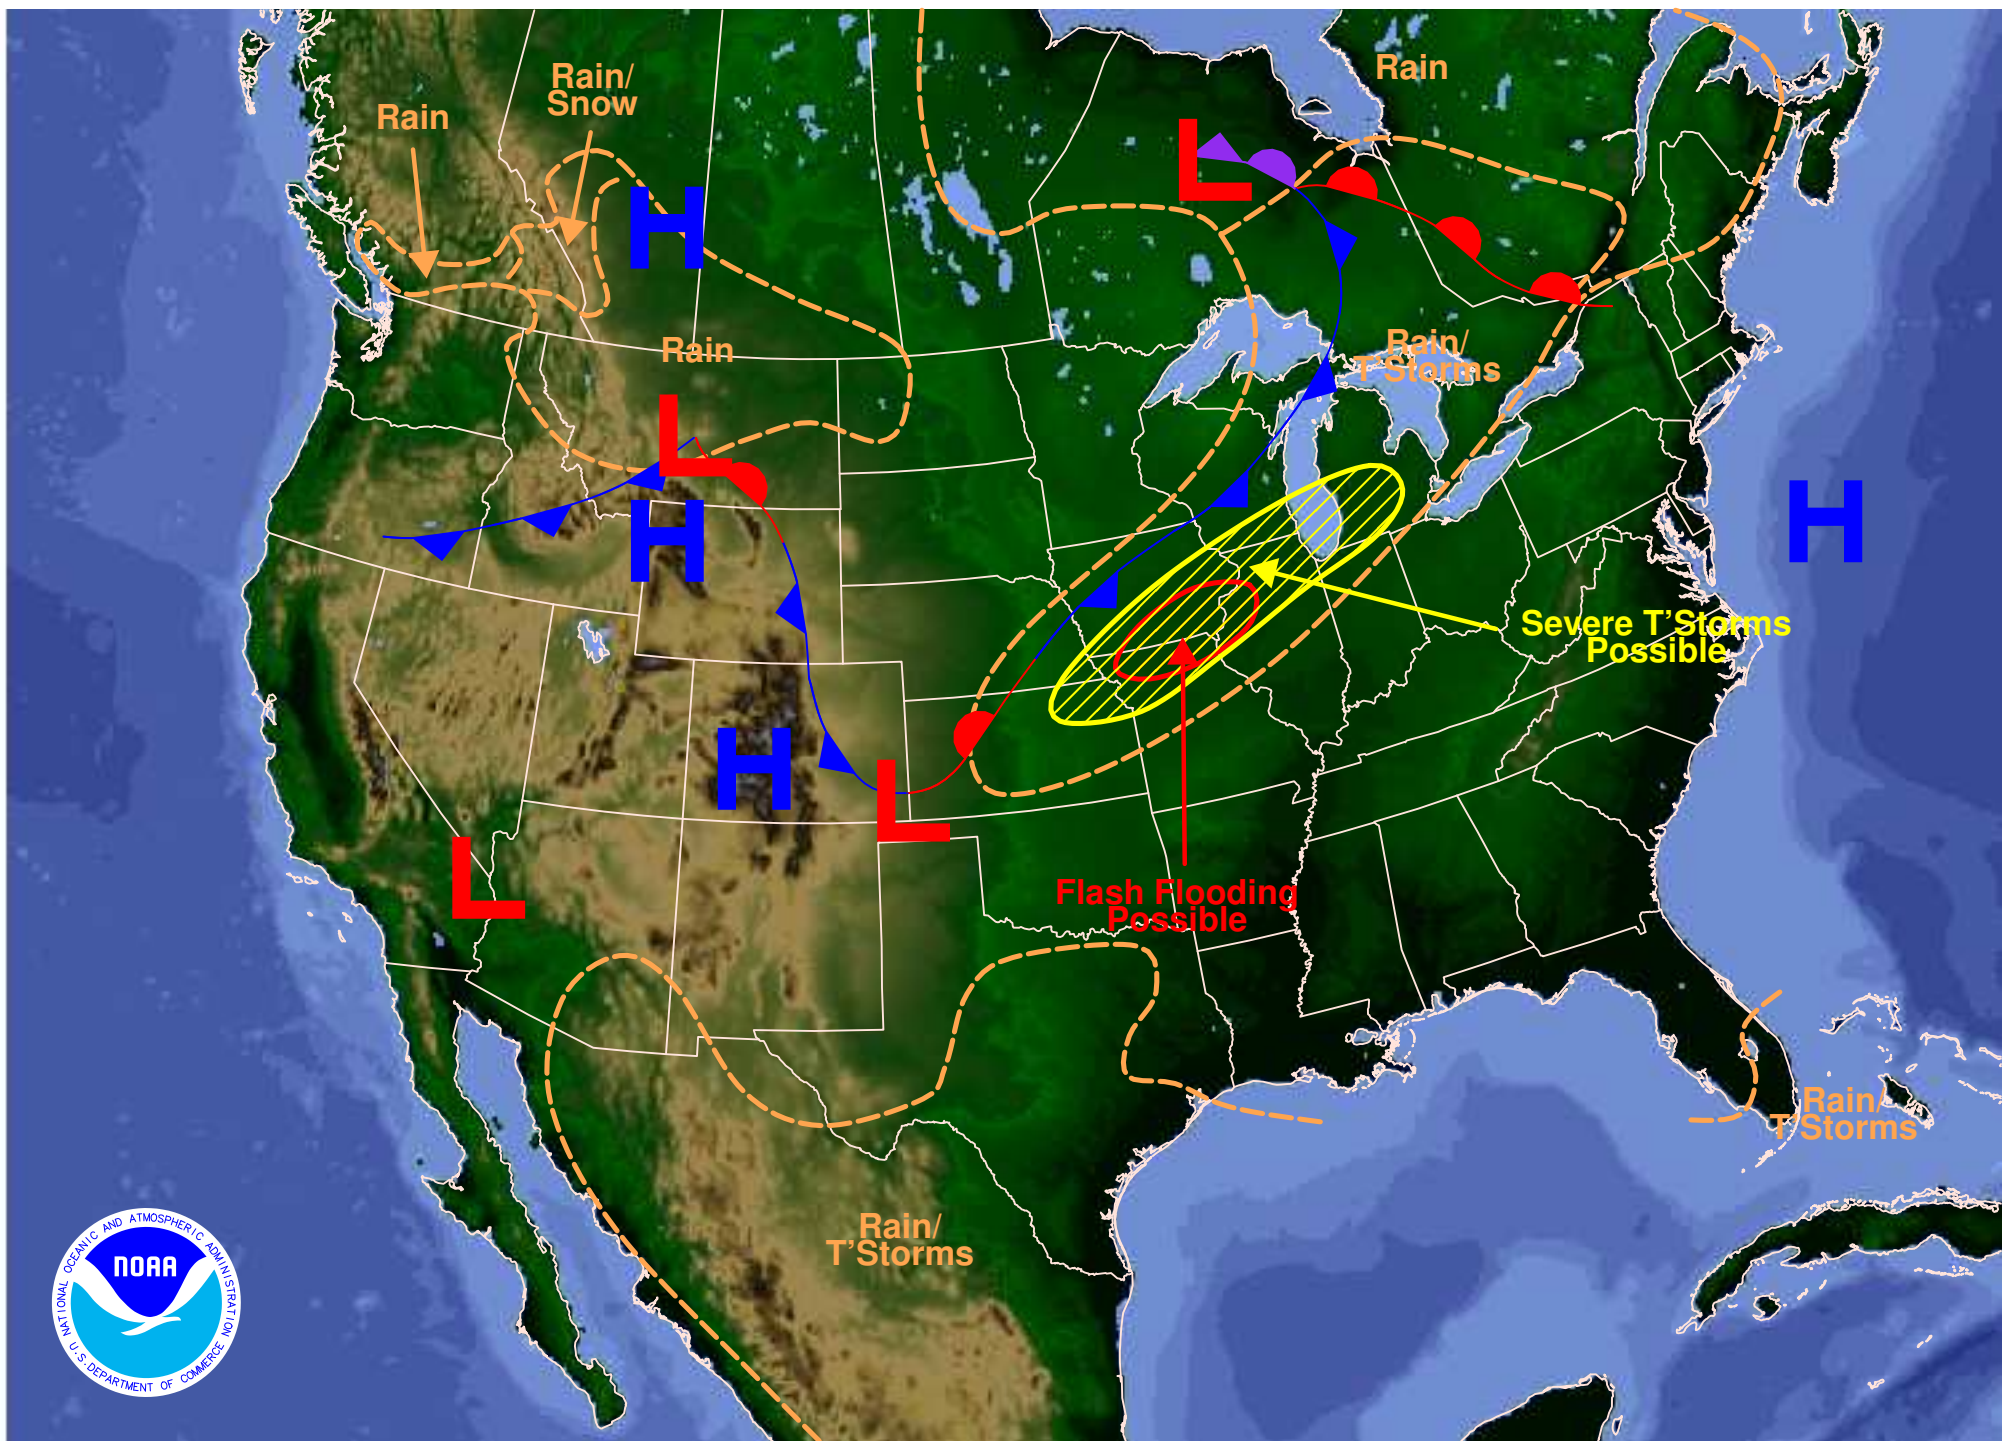 Rain
Rain/
Snow
Rain
H
L
Rain
Rain/
T'Storms
L
H
H
Severe T'Storms
Possible
H
L
L
Flash Flooding
Possible
Rain/
T'Storms
Rain/
T'Storms
NATIONAL OCEANIC AND ATMOSPHERIC ADMINISTRATION
NOAA
U.S. DEPARTMENT OF COMMERCE